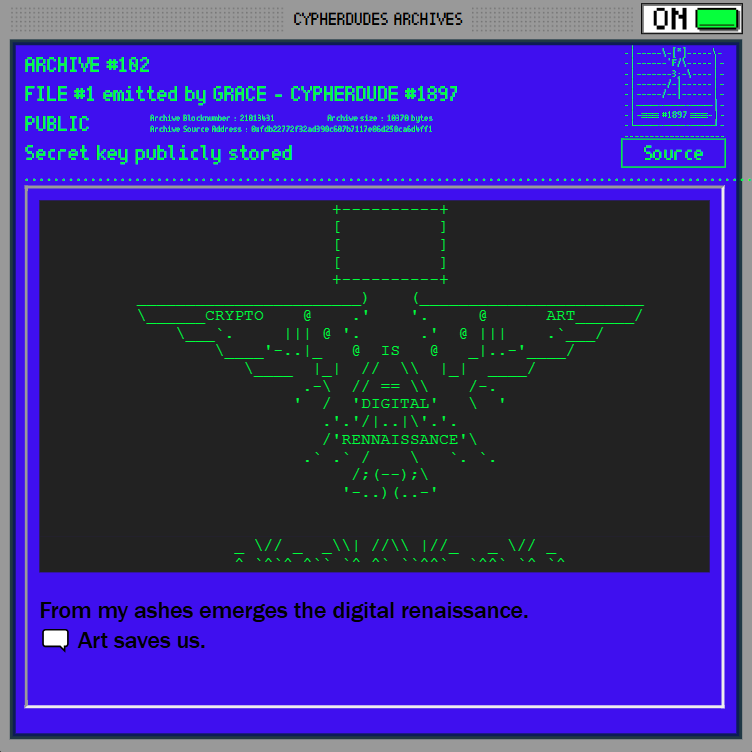 CYPHERDUDES ARCHIVES
ON
ARCHIVE #102
FILE #1 emitted by GRACE - CYPHERDUDE #1897
PUBLIC
Archive Blocknumber : 21013431 Archive size : 10370 bytes
Archive Source Address : 0xfdb22772f32ad390c607b7117e06d258ca6d4ff1
#1897
Secret key publicly stored
Source
CRYPTO ART
IS
DIGITAL
RENNAISSANCE
From my ashes emerges the digital renaissance.
Art saves us.